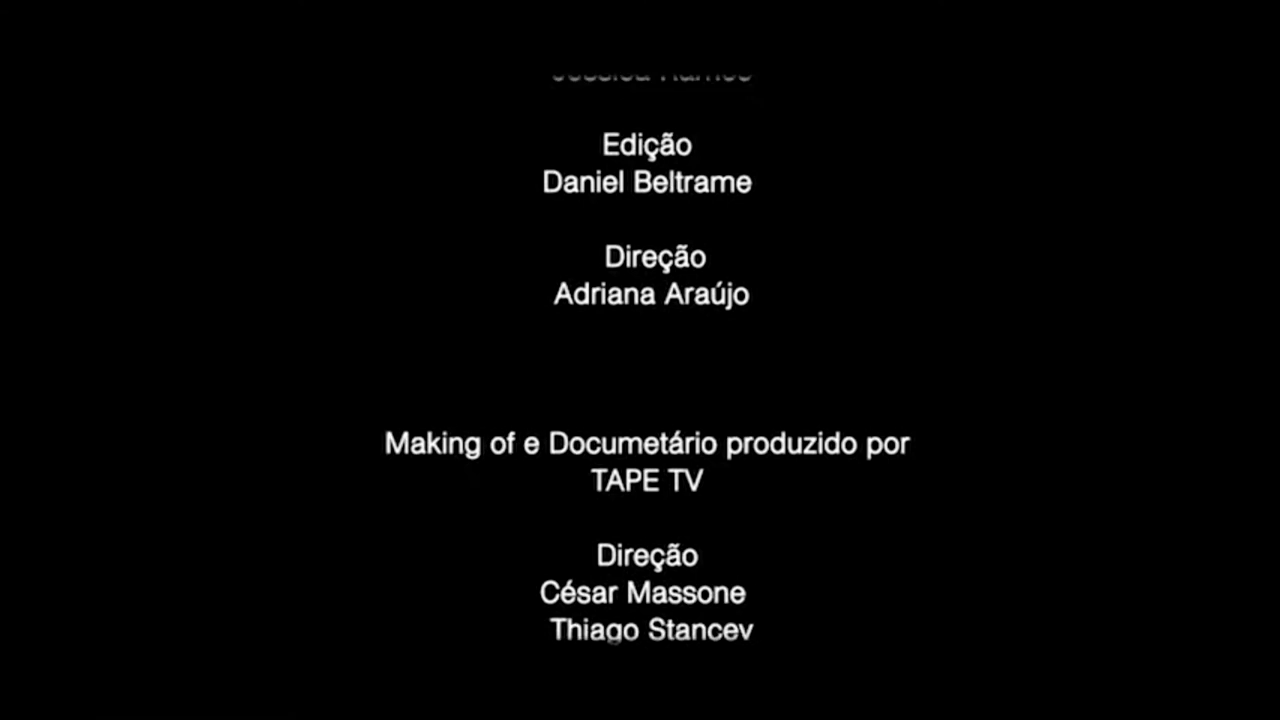 Edição
Daniel Beltrame
Direção
Adriana Araújo
Making of e Documetário produzido por
TAPE TV
Direção
César Massone
Thiago Stancev